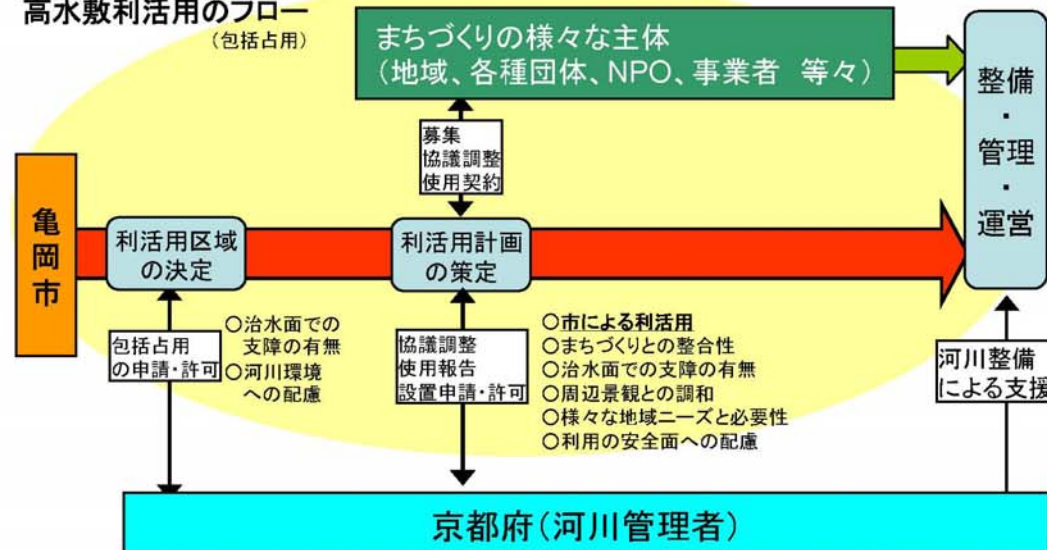 高水敷利活用のフロー
(包括占用)
まちづくりの様々な主体
(地域、各種団体、NPO、事業者 等々)
整備
・
管理
・
運営
募集
協議調整
使用契約
亀岡市
利活用区域
の決定
利活用計画
の策定
包括占用
の申請・許可
○治水面での
支障の有無
○河川環境
への配慮
協議調整
使用報告
設置申請・許可
○市による利活用
○まちづくりとの整合性
○治水面での支障の有無
○周辺景観との調和
○様々な地域ニーズと必要性
○利用の安全面への配慮
河川整備
による支援
京都府(河川管理者)